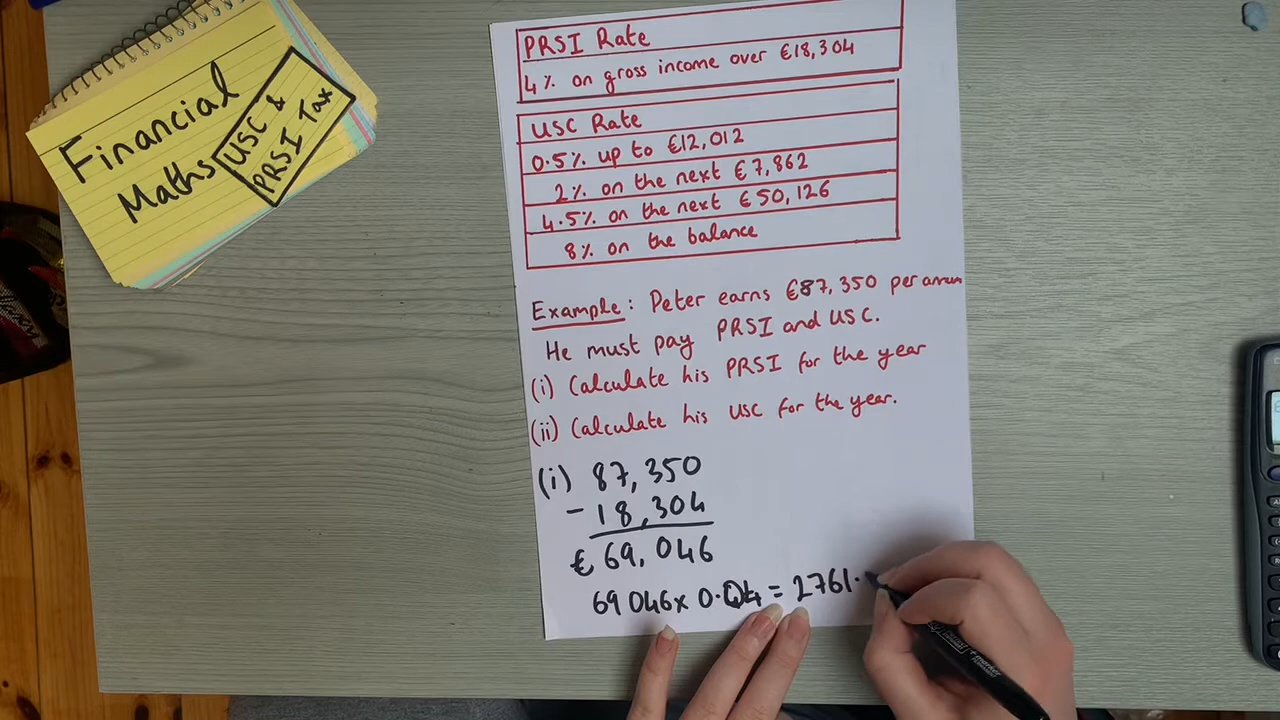 Financial
Maths
USC &
PRSI Tax
PRSI Rate
4% on gross income over €18,304
USC Rate
0.5% up to €12,012
2% on the next €7,862
4.5% on the next €50,126
8% on the balance
Example: Peter earns €87,350 per annum
He must pay PRSI and USC.
(i) Calculate his PRSI for the year
(ii) Calculate his USC for the year.
(i) 87,350
- 18,304
€ 69,046
69 046 x 0.04 = 2761.